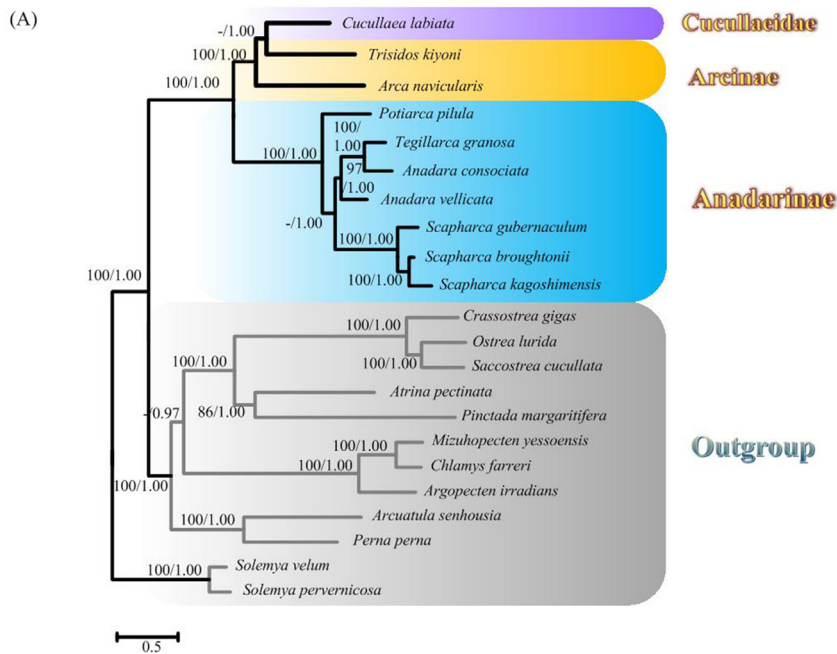 (A)
Cucullaea labiata
Cucullaeidae
-/1.00
Trisidos kiyoni
100/1.00
Arcinae
100/1.00
Arca navicularis
Potiarca pilula
100/
1.00
Tegillarca granosa
100/1.00
97
/1.00
Anadara consociata
Anadara vellicata
Anadarinae
-/1.00
Scapharca gubernaculum
100/1.00
Scapharca broughtonii
100/1.00
Scapharca kagoshimensis
100/1.00
Crassostrea gigas
100/1.00
Ostrea lurida
100/1.00
Saccostrea cucullata
100/1.00
Atrina pectinata
-/0.97
86/1.00
Pinctada margaritifera
Mizuhopecten yessoensis
100/1.00
Outgroup
Chlamys farreri
100/1.00
Argopecten irradians
100/1.00
Arcuatula senhousia
100/1.00
Perna perna
Solemya velum
100/1.00
Solemya pervernicosa
0.5